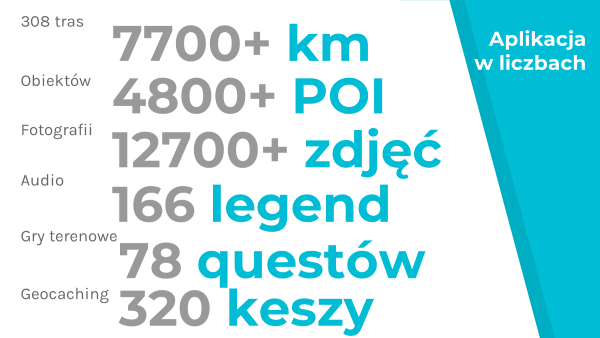 308 tras
7700+ km
Obiektów
4800+ POI
Fotografii
12700+ zdjęć
Audio
166 legend
Gry terenowe
78 questów
Geocaching
320 keszy
Aplikacja
w liczbach